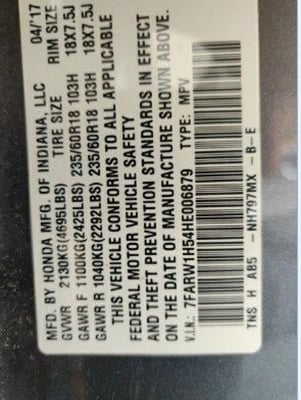 MFD. BY HONDA MFG. OF INDIANA, LLC 04/'17
GVWR 2130KG(4695LBS) TIRE SIZE RIM SIZE
GAWR F 1100KG(2425LBS) 235/60R18 103H 18X7.5J
GAWR R 1040KG(2292LBS) 235/60R18 103H 18X7.5J
THIS VEHICLE CONFORMS TO ALL APPLICABLE
FEDERAL MOTOR VEHICLE SAFETY
AND THEFT PREVENTION STANDARDS IN EFFECT
ON THE DATE OF MANUFACTURE SHOWN ABOVE.
V.I.N.: 7FARW1H54HE006879 TYPE: MPV
TNS H A85 - NH797MX - B - E